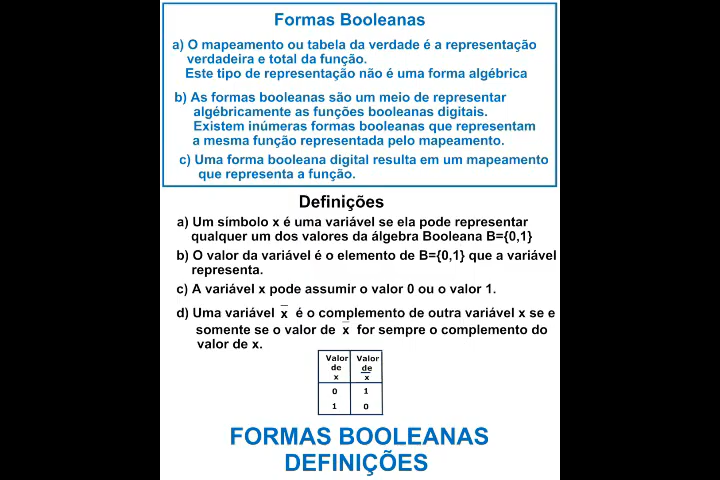 Formas Booleanas
a) O mapeamento ou tabela da verdade é a representação
verdadeira e total da função.
Este tipo de representação não é uma forma algébrica
b) As formas booleanas são um meio de representar
algébricamente as funções booleanas digitais.
Existem inúmeras formas booleanas que representam
a mesma função representada pelo mapeamento.
c) Uma forma booleana digital resulta em um mapeamento
que representa a função.
Definições
a) Um símbolo x é uma variável se ela pode representar
qualquer um dos valores da álgebra Booleana B={0,1}
b) O valor da variável é o elemento de B={0,1} que a variável
representa.
c) A variável x pode assumir o valor 0 ou o valor 1.
d) Uma variável x̅ é o complemento de outra variável x se e
somente se o valor de x̅ for sempre o complemento do
valor de x.
Valor Valor
de de
x x̅
0 1
1 0
FORMAS BOOLEANAS
DEFINIÇÕES